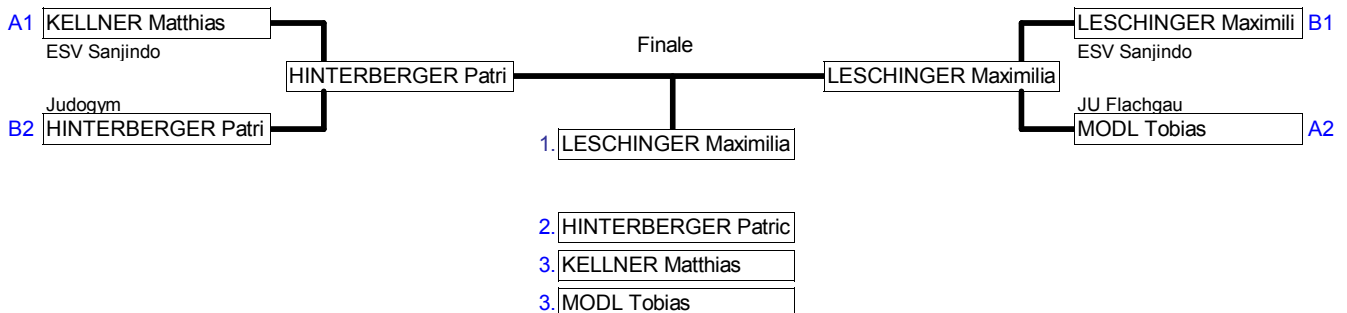 A1 KELLNER Matthias
ESV Sanjindo
Judogym
B2 HINTERBERGER Patri
HINTERBERGER Patri
Finale
LESCHINGER Maximilia
LESCHINGER Maximili B1
ESV Sanjindo
JU Flachgau
MODL Tobias A2
1. LESCHINGER Maximilia
2. HINTERBERGER Patric
3. KELLNER Matthias
3. MODL Tobias